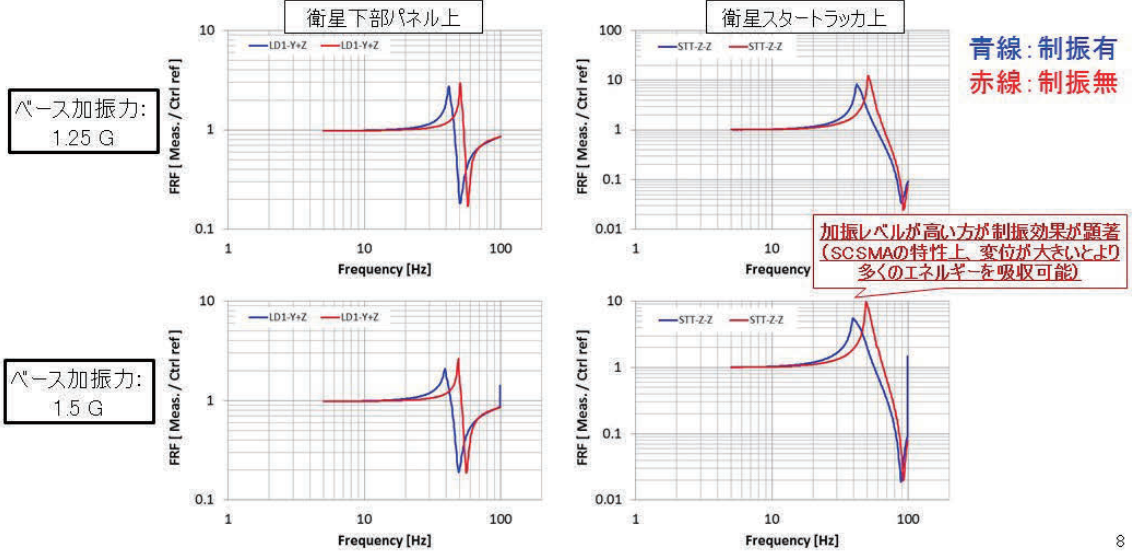 衛星下部パネル上
衛星スタートラッカ上
青線：制振有
赤線：制振無
ベース加振力：
1.25 G
FRF [ Meas. / Ctrl ref ]
10
1
0.1
LD1-Y+Z LD1-Y+Z
1 10 100
Frequency [Hz]
FRF [ Meas. / Ctrl ref ]
100
10
1
0.1
0.01
STT-Z-Z STT-Z-Z
1 10 100
Frequency [Hz]
加振レベルが高い方が制振効果が顕著
（SCSMAの特性上、変位が大きいとより
多くのエネルギーを吸収可能）
ベース加振力：
1.5 G
FRF [ Meas. / Ctrl ref ]
10
1
0.1
LD1-Y+Z LD1-Y+Z
1 10 100
Frequency [Hz]
FRF [ Meas. / Ctrl ref ]
10
1
0.1
0.01
STT-Z-Z STT-Z-Z
1 10 100
Frequency [Hz]
8